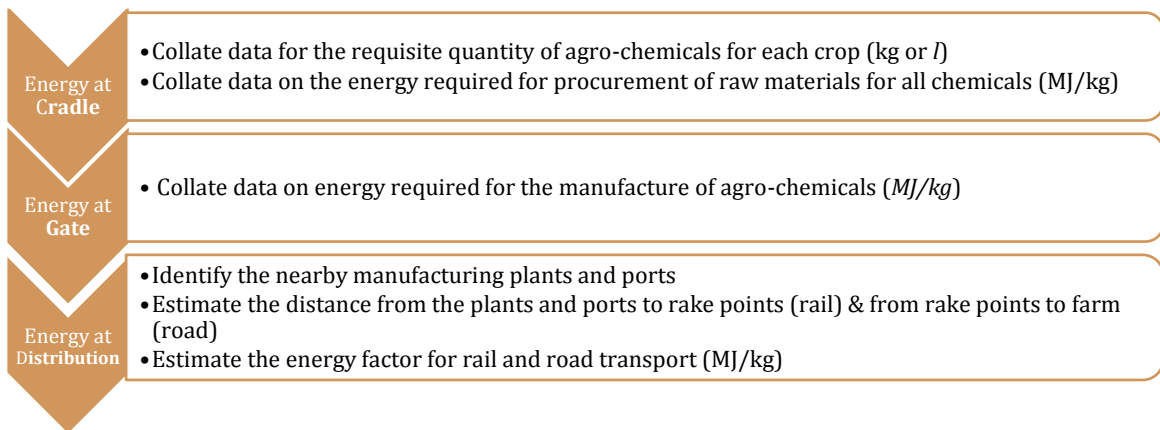 Energy at
Cradle
•Collate data for the requisite quantity of agro-chemicals for each crop (kg or l)
•Collate data on the energy required for procurement of raw materials for all chemicals (MJ/kg)
Energy at
Gate
• Collate data on energy required for the manufacture of agro-chemicals (MJ/kg)
Energy at
Distribution
•Identify the nearby manufacturing plants and ports
•Estimate the distance from the plants and ports to rake points (rail) & from rake points to farm
(road)
•Estimate the energy factor for rail and road transport (MJ/kg)